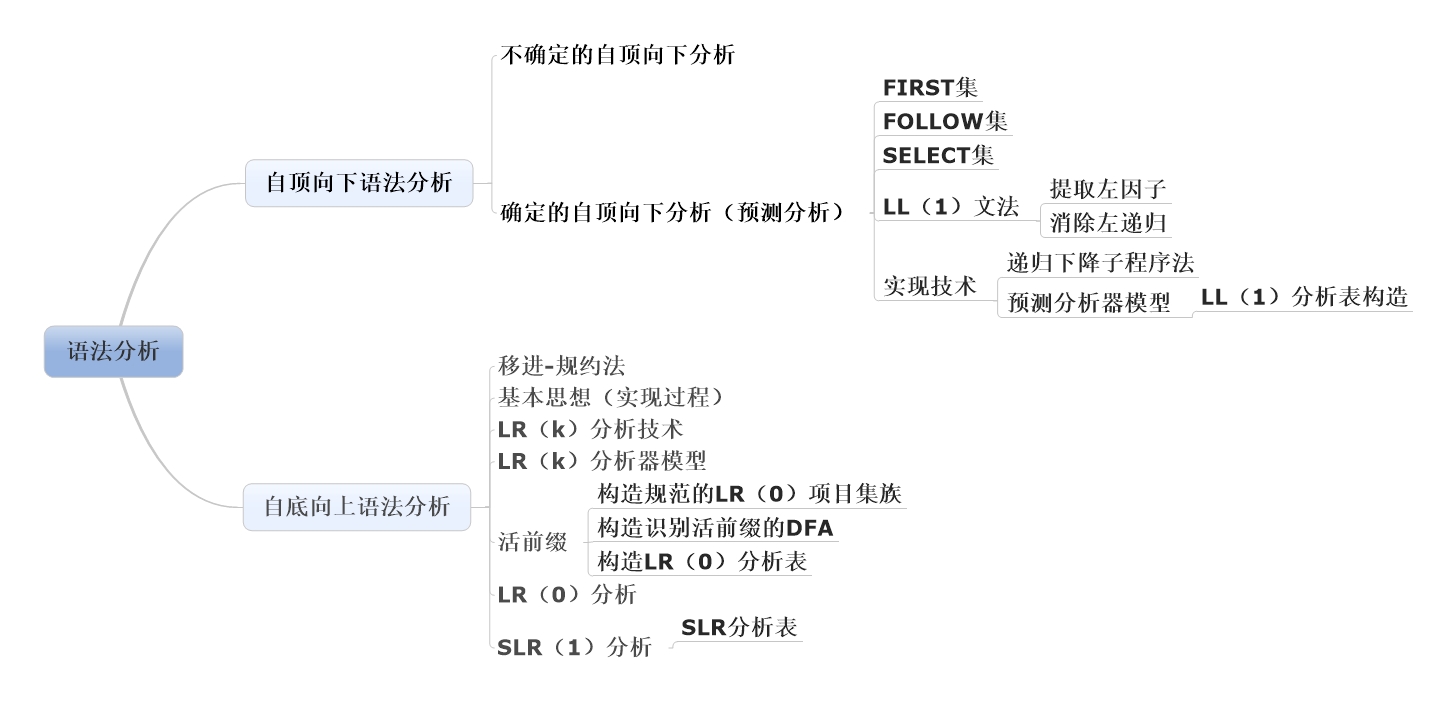 语法分析
自顶向下语法分析
不确定的自顶向下分析
确定的自顶向下分析（预测分析）
FIRST集
FOLLOW集
SELECT集
LL（1）文法
提取左因子
消除左递归
实现技术
递归下降子程序法
预测分析器模型
LL（1）分析表构造
自底向上语法分析
移进-规约法
基本思想（实现过程）
LR（k）分析技术
LR（k）分析器模型
活前缀
构造规范的LR（0）项目集族
构造识别活前缀的DFA
构造LR（0）分析表
LR（0）分析
SLR（1）分析
SLR分析表